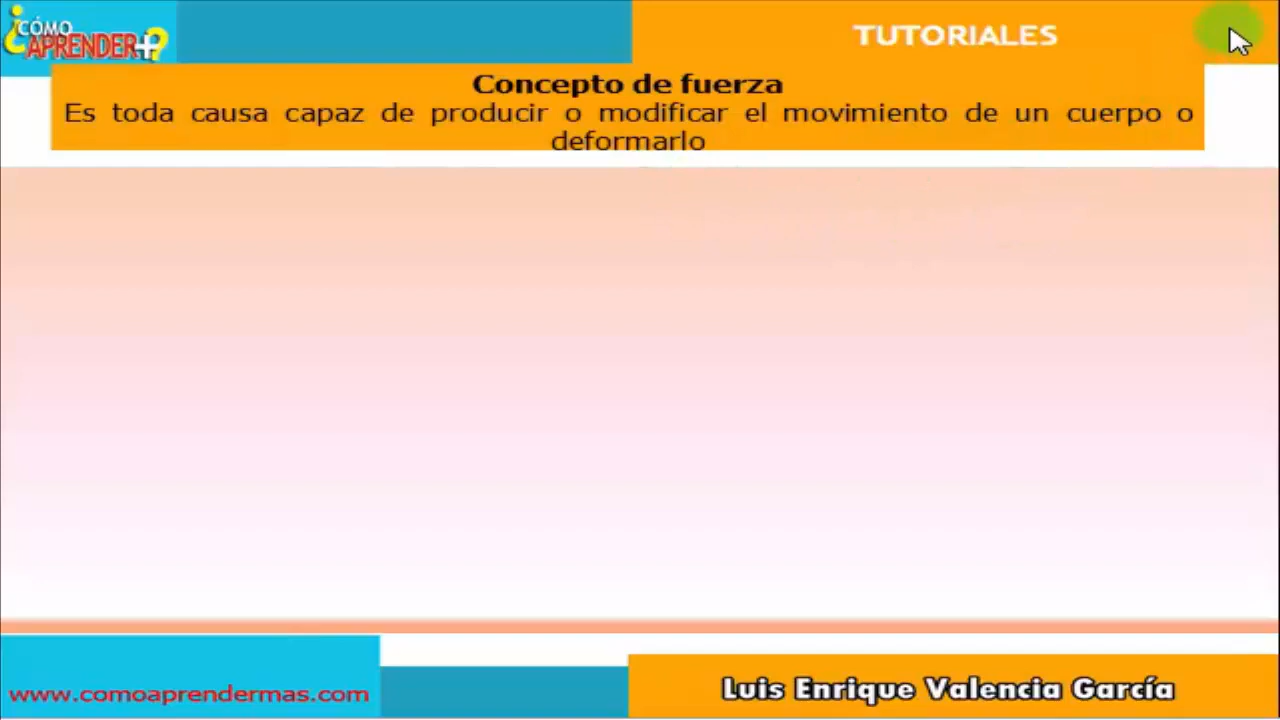 ¿CÓMO
APRENDER+?
TUTORIALES
Concepto de fuerza
Es toda causa capaz de producir o modificar el movimiento de un cuerpo o
deformarlo
www.comoaprendermas.com
Luis Enrique Valencia García